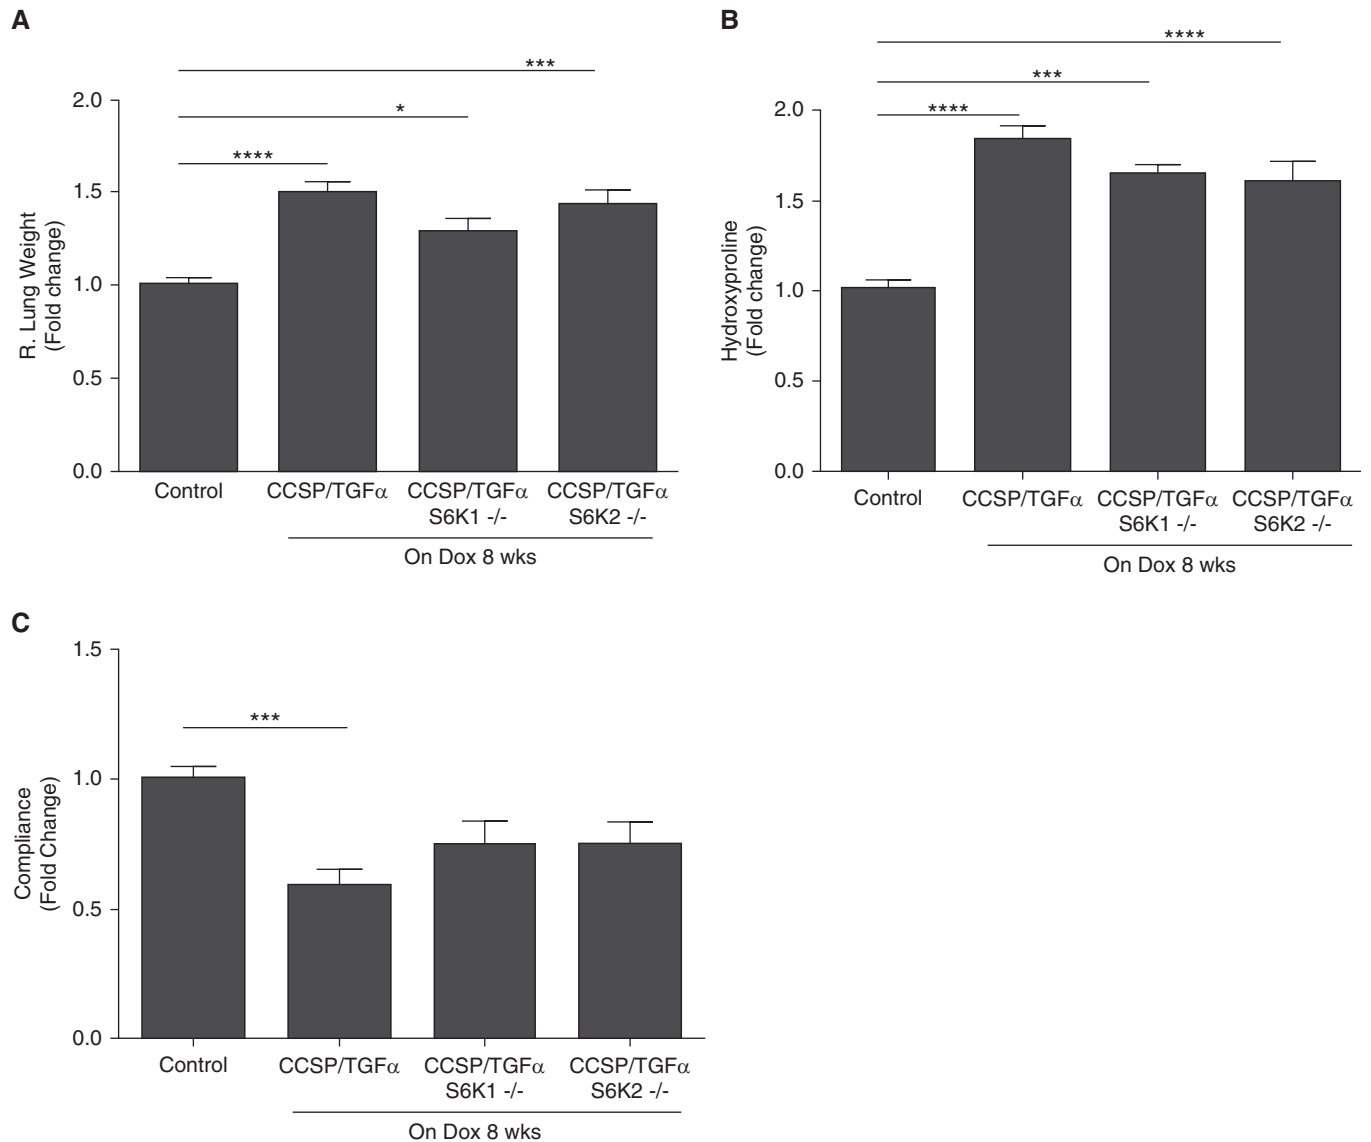 A
***
*
****
2.0
1.5
1.0
0.5
0.0
R. Lung Weight
(Fold change)
Control
CCSP/TGFα
CCSP/TGFα
S6K1 -/-
CCSP/TGFα
S6K2 -/-
On Dox 8 wks
B
****
***
****
2.0
1.5
1.0
0.5
0.0
Hydroxyproline
(Fold change)
Control
CCSP/TGFα
CCSP/TGFα
S6K1 -/-
CCSP/TGFα
S6K2 -/-
On Dox 8 wks
C
***
1.5
1.0
0.5
0.0
Compliance
(Fold Change)
Control
CCSP/TGFα
CCSP/TGFα
S6K1 -/-
CCSP/TGFα
S6K2 -/-
On Dox 8 wks